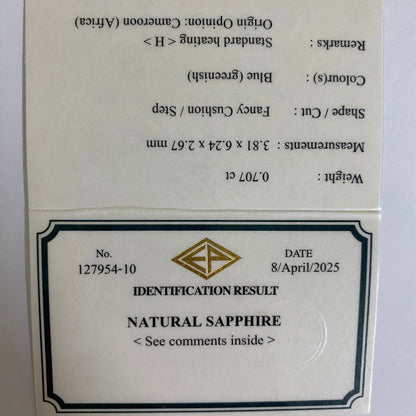 Weight : 0.707 ct
Measurements : 3.81 x 6.24 x 2.67 mm
Shape / Cut : Fancy Cushion / Step
Colour(s) : Blue (greenish)
Remarks : Standard heating < H >
Origin Opinion: Cameroon (Africa)
No. DATE
127954-10 8/April/2025
IDENTIFICATION RESULT
NATURAL SAPPHIRE
< See comments inside >